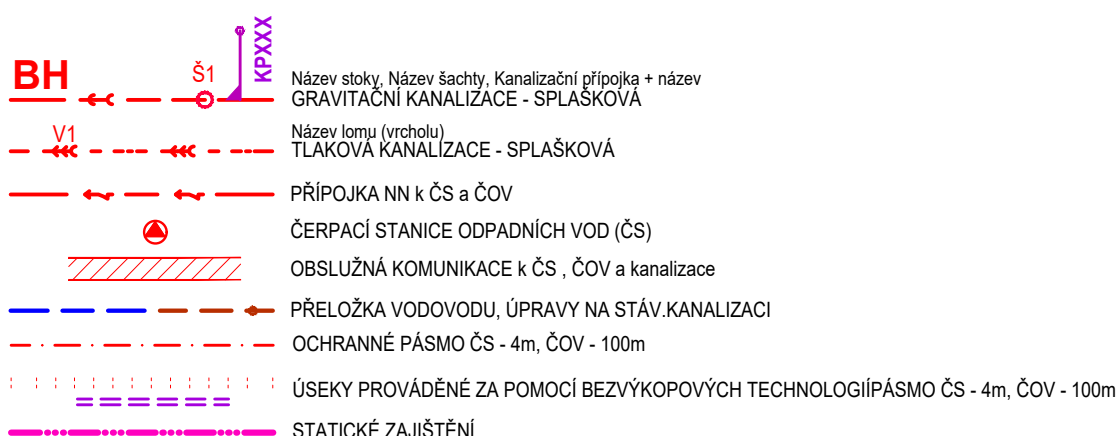 BH
Š1
KPXXX
Název stoky, Název šachty, Kanalizační přípojka + název
GRAVITAČNÍ KANALIZACE - SPLAŠKOVÁ
V1
Název lomu (vrcholu)
TLAKOVÁ KANALIZACE - SPLAŠKOVÁ
PŘÍPOJKA NN k ČS a ČOV
ČERPACÍ STANICE ODPADNÍCH VOD (ČS)
OBSLUŽNÁ KOMUNIKACE k ČS , ČOV a kanalizace
PŘELOŽKA VODOVODU, ÚPRAVY NA STÁV.KANALIZACI
OCHRANNÉ PÁSMO ČS - 4m, ČOV - 100m
ÚSEKY PROVÁDĚNÉ ZA POMOCÍ BEZVÝKOPOVÝCH TECHNOLOGIÍPÁSMO ČS - 4m, ČOV - 100m
STATICKÉ ZAJIŠTĚNÍ